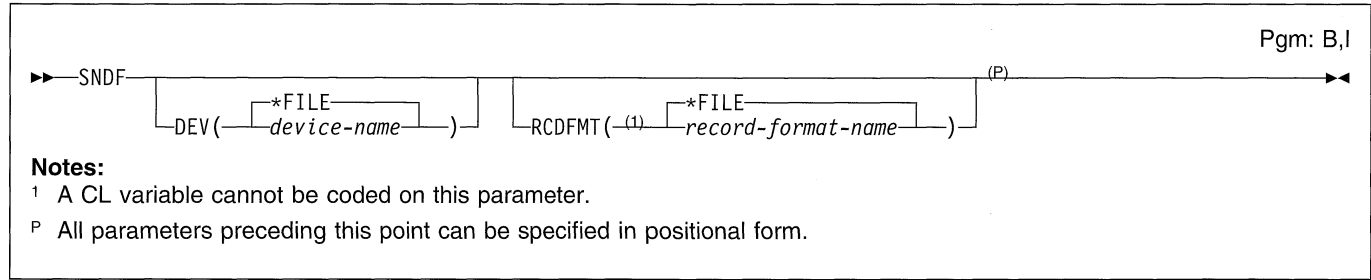 Pgm: B,I
SNDF (P)
*FILE *FILE
DEV( device-name ) RCDFMT( (1) record-format-name )
Notes:
1 A CL variable cannot be coded on this parameter.
P All parameters preceding this point can be specified in positional form.